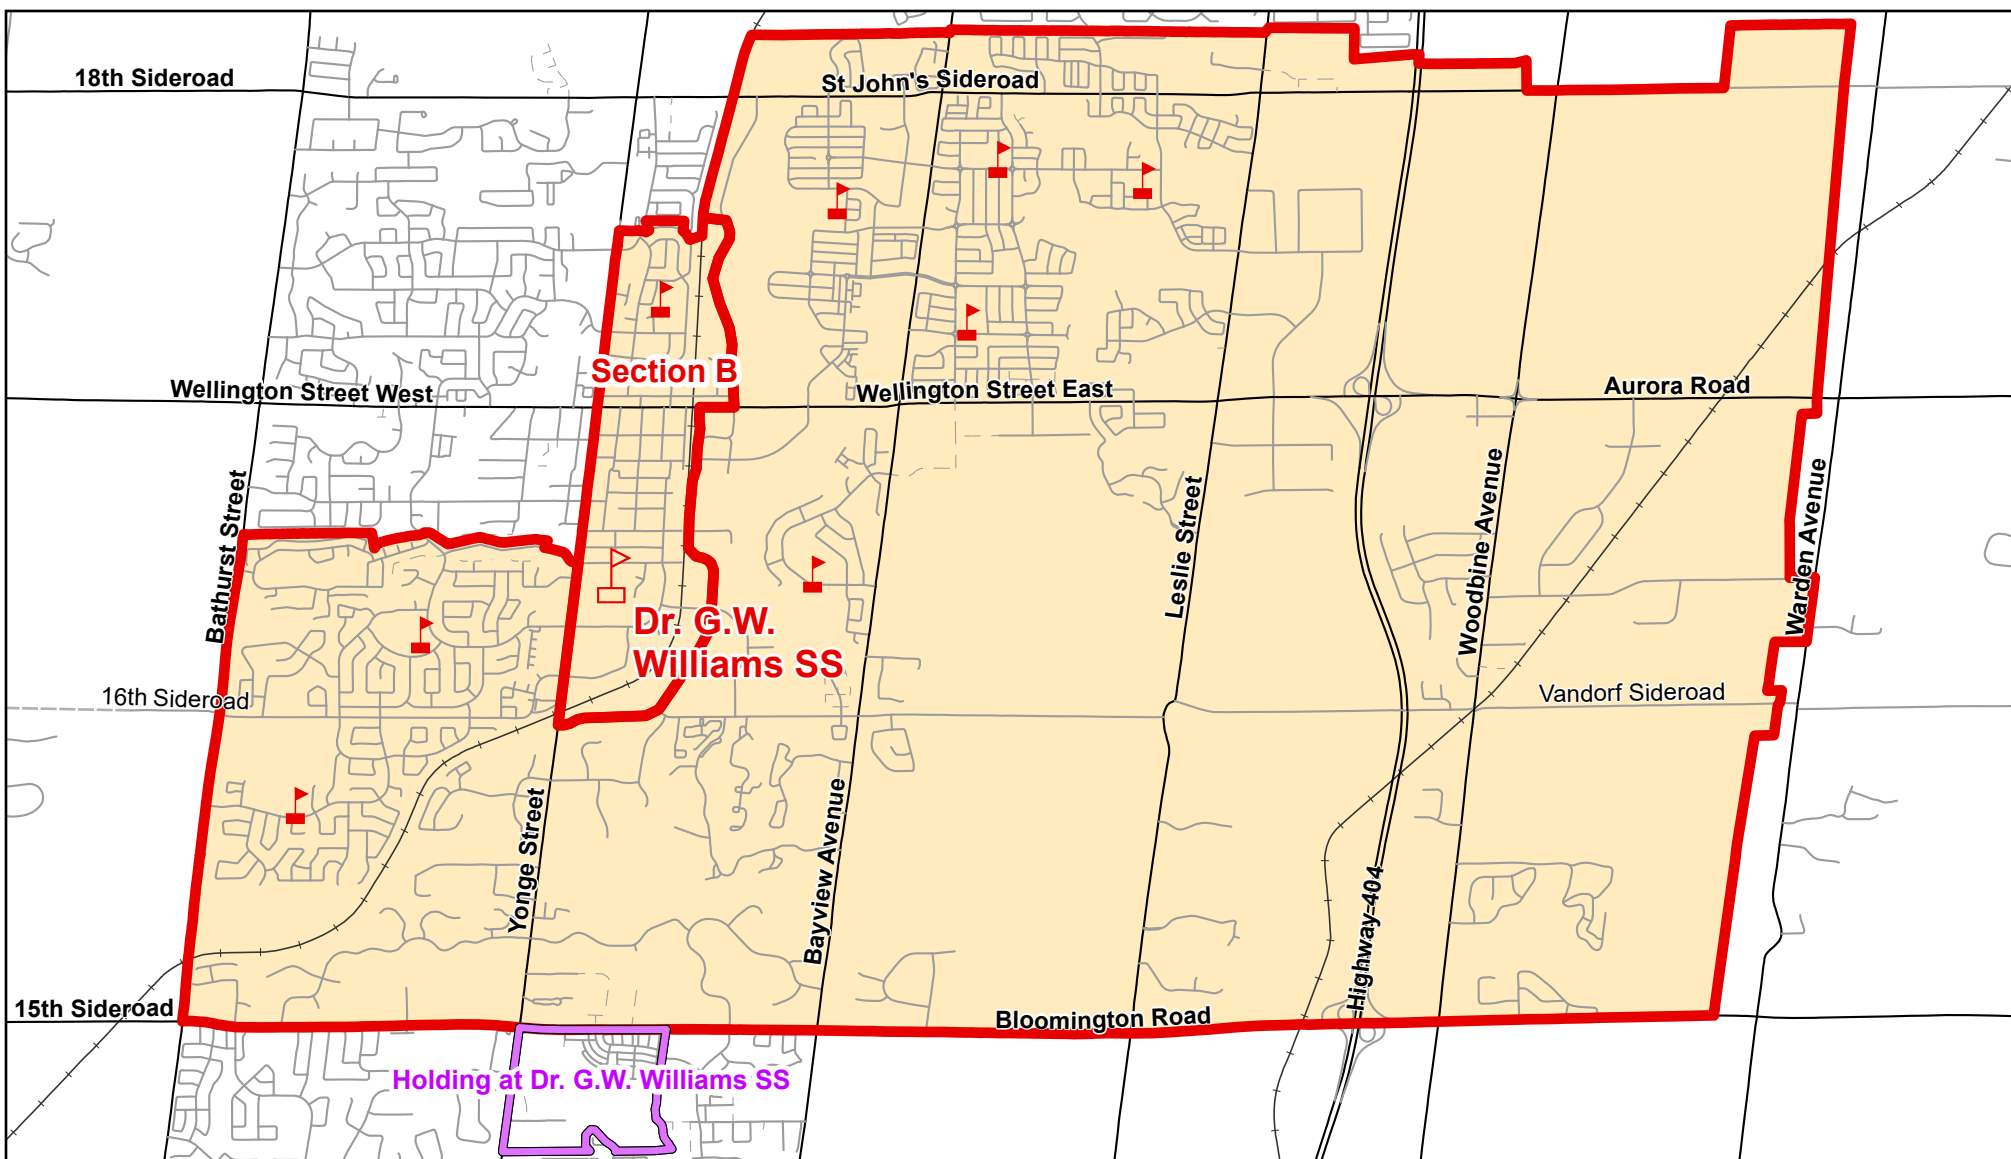 18th Sideroad
St John's Sideroad
Section B
Wellington Street West
Wellington Street East
Aurora Road
Bathurst Street
Leslie Street
Woodbine Avenue
Warden Avenue
Dr. G.W.
Williams SS
16th Sideroad
Vandorf Sideroad
Yonge Street
Bayview Avenue
Highway 404
15th Sideroad
Bloomington Road
Holding at Dr. G.W. Williams SS